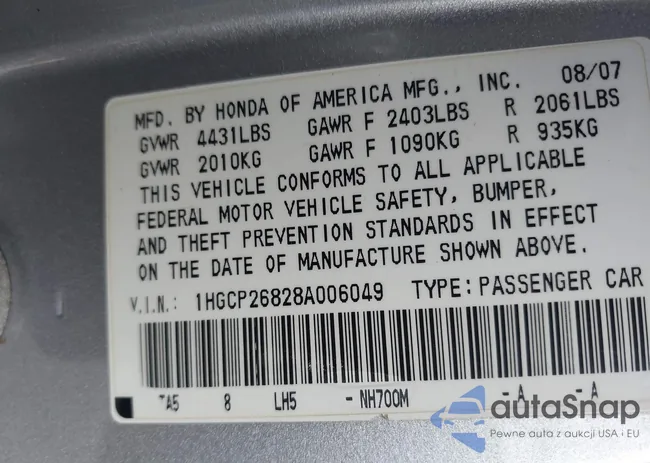 MFD. BY HONDA OF AMERICA MFG., INC. 08/07
GVWR 4431LBS GAWR F 2403LBS R 2061LBS
GVWR 2010KG GAWR F 1090KG R 935KG
THIS VEHICLE CONFORMS TO ALL APPLICABLE
FEDERAL MOTOR VEHICLE SAFETY, BUMPER,
AND THEFT PREVENTION STANDARDS IN EFFECT
ON THE DATE OF MANUFACTURE SHOWN ABOVE.
V.I.N.: 1HGCP26828A006049 TYPE: PASSENGER CAR
TA5 8 LH5 - NH700M - A - A
autaSnap
Pewne auta z aukcji USA i EU